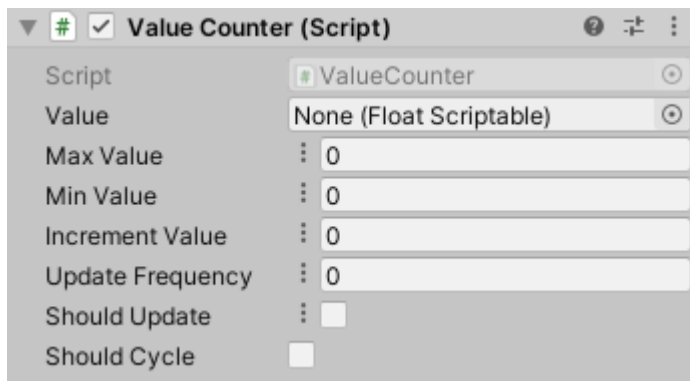 # Value Counter (Script)
Script # ValueCounter
Value None (Float Scriptable)
Max Value 0
Min Value 0
Increment Value 0
Update Frequency 0
Should Update
Should Cycle